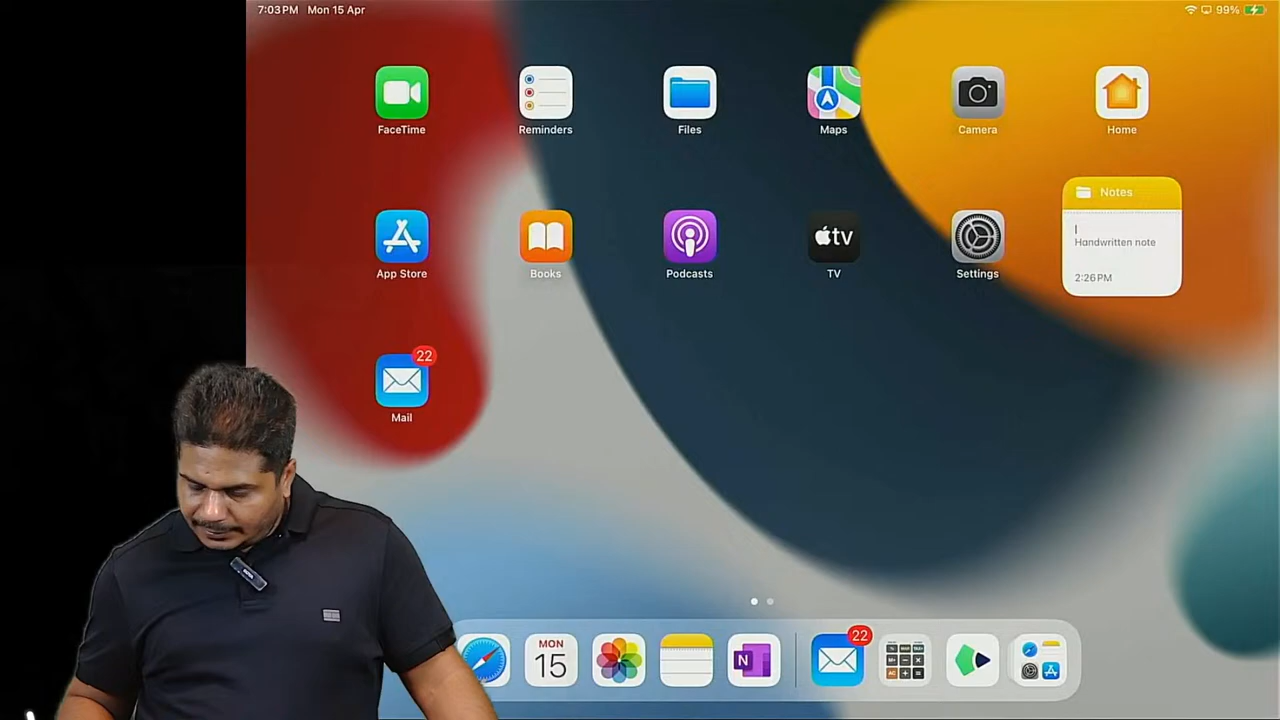 7:03 PM Mon 15 Apr
99%
FaceTime
Reminders
Files
Maps
Camera
Home
App Store
Books
Podcasts
tv
TV
Settings
Notes
Handwritten note
2:26 PM
22
Mail
MON
15
N
22